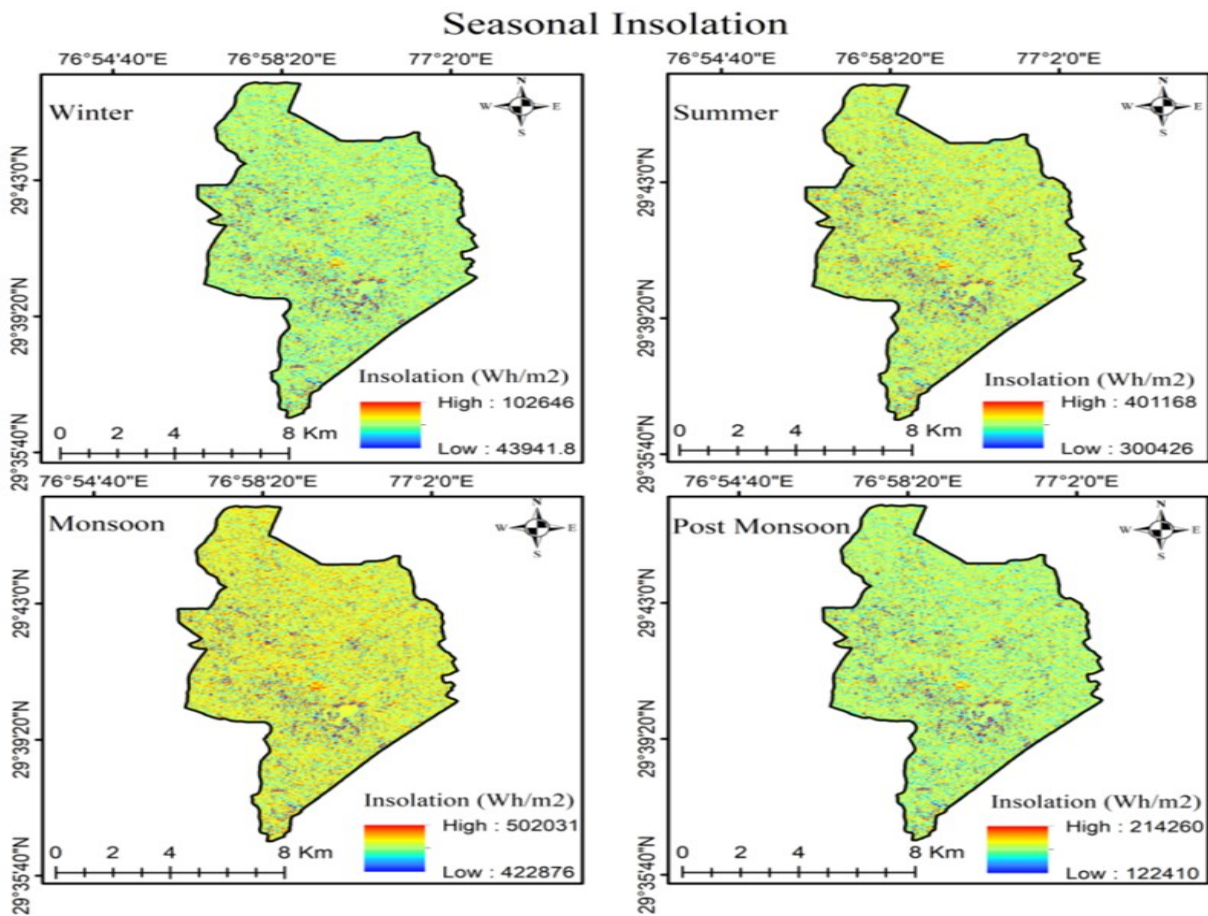 Seasonal Insolation
76°54'40"E 76°58'20"E 77°2'0"E
Winter
N
W E
S
29°43'0"N
29°39'20"N
29°35'40"N
Insolation (Wh/m2)
High : 102646
Low : 43941.8
0 2 4 8 Km
76°54'40"E 76°58'20"E 77°2'0"E
Summer
N
W E
S
29°43'0"N
29°39'20"N
29°35'40"N
Insolation (Wh/m2)
High : 401168
Low : 300426
0 2 4 8 Km
76°54'40"E 76°58'20"E 77°2'0"E
Monsoon
N
W E
S
29°43'0"N
29°39'20"N
29°35'40"N
Insolation (Wh/m2)
High : 502031
Low : 422876
0 2 4 8 Km
76°54'40"E 76°58'20"E 77°2'0"E
Post Monsoon
N
W E
S
29°43'0"N
29°39'20"N
29°35'40"N
Insolation (Wh/m2)
High : 214260
Low : 122410
0 2 4 8 Km